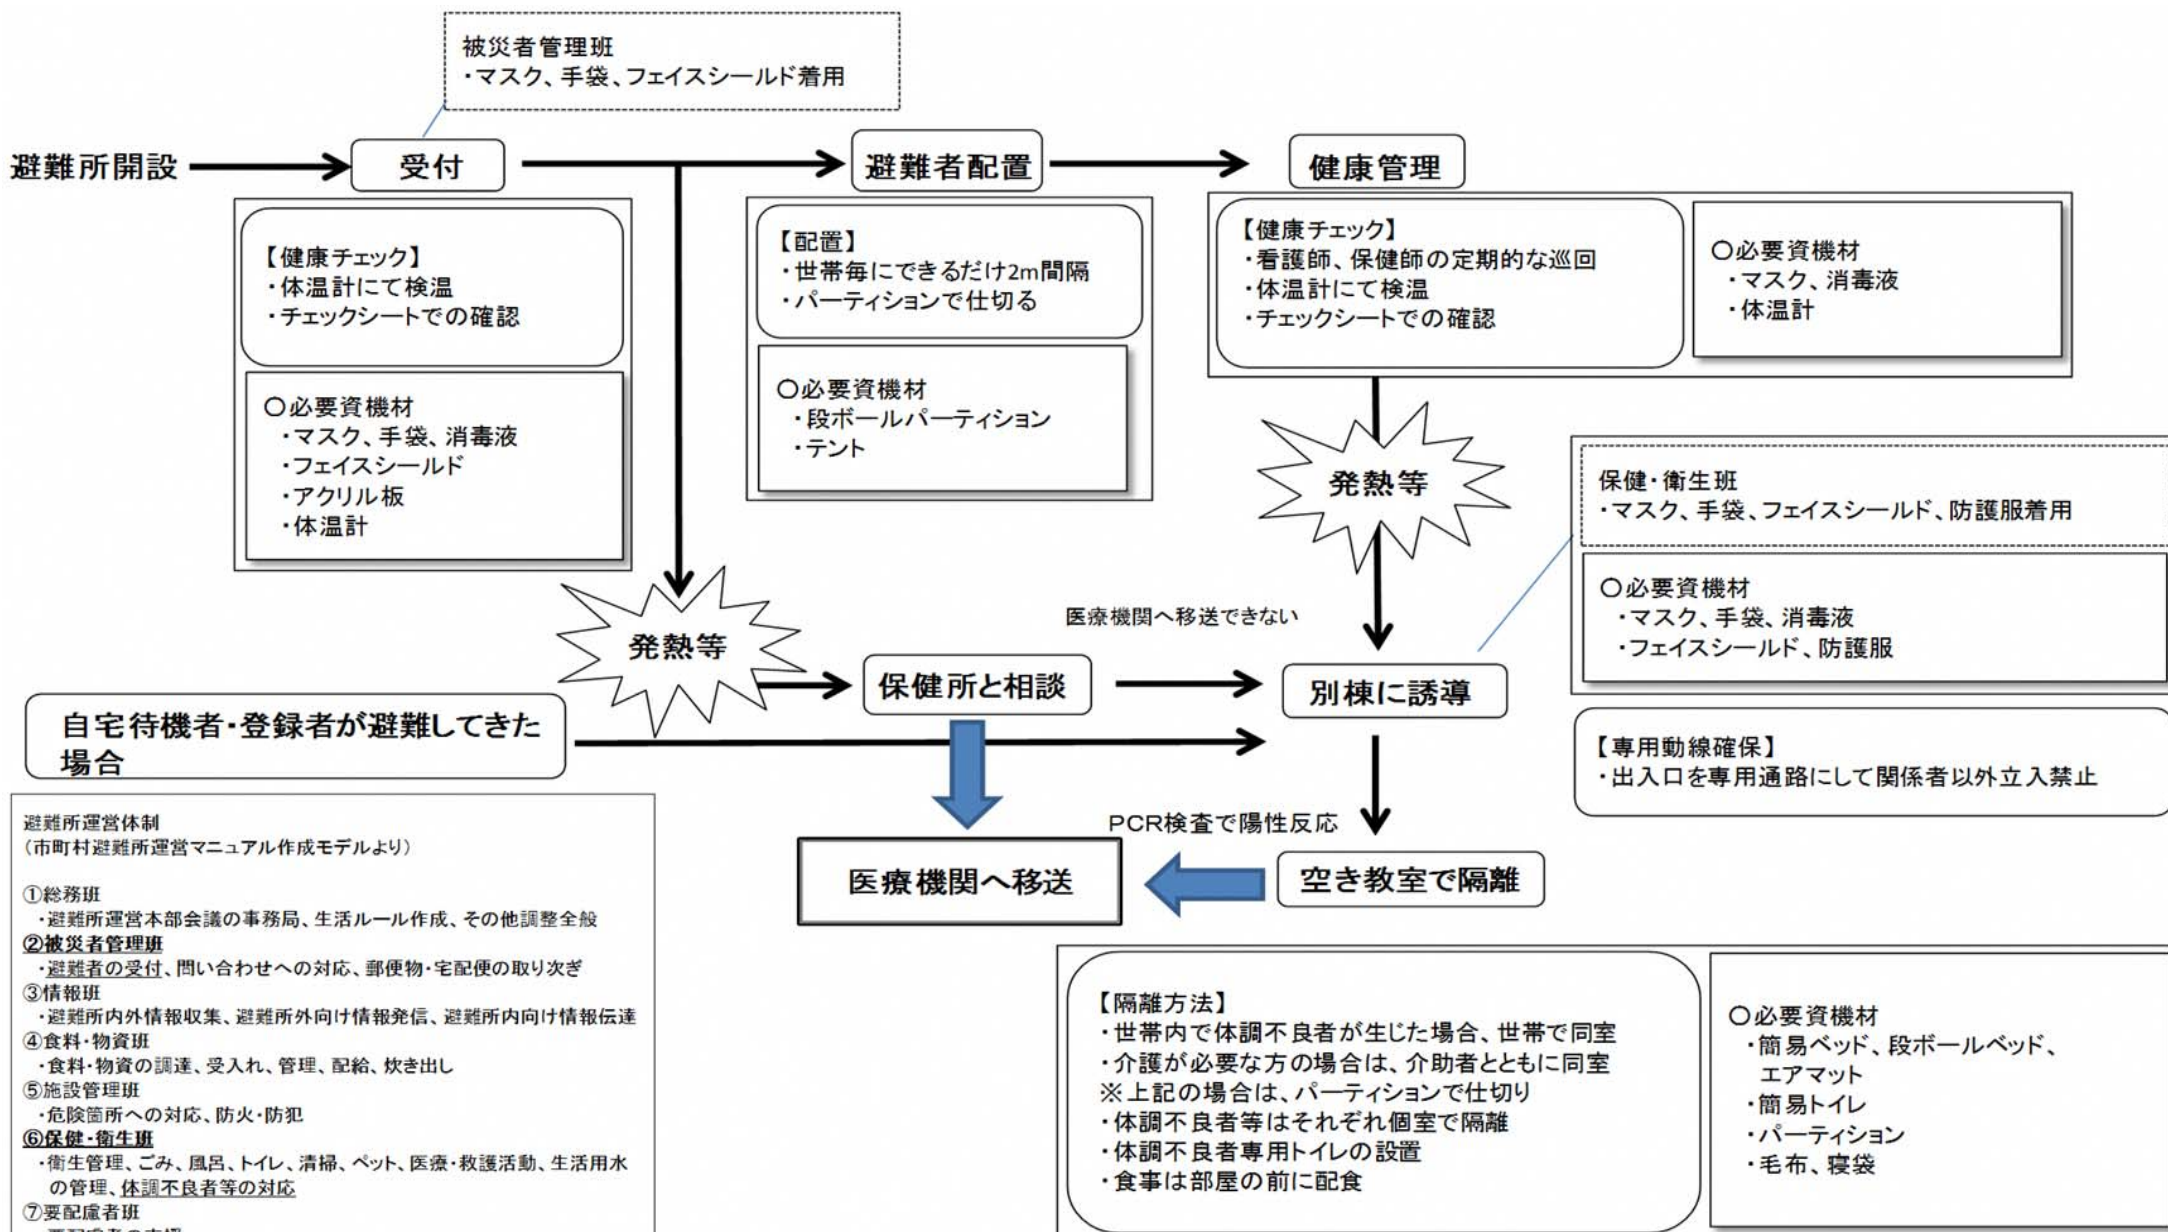 被災者管理班
・マスク、手袋、フェイスシールド着用
避難所開設
受付
避難者配置
健康管理
【健康チェック】
・体温計にて検温
・チェックシートでの確認
〇必要資機材
・マスク、手袋、消毒液
・フェイスシールド
・アクリル板
・体温計
【配置】
・世帯毎にできるだけ2m間隔
・パーティションで仕切る
〇必要資機材
・段ボールパーティション
・テント
【健康チェック】
・看護師、保健師の定期的な巡回
・体温計にて検温
・チェックシートでの確認
〇必要資機材
・マスク、消毒液
・体温計
発熱等
保健・衛生班
・マスク、手袋、フェイスシールド、防護服着用
〇必要資機材
・マスク、手袋、消毒液
・フェイスシールド、防護服
発熱等
医療機関へ移送できない
保健所と相談
別棟に誘導
自宅待機者・登録者が避難してきた
場合
【専用動線確保】
・出入口を専用通路にして関係者以外立入禁止
PCR検査で陽性反応
医療機関へ移送
空き教室で隔離
避難所運営体制
（市町村避難所運営マニュアル作成モデルより）
①総務班
・避難所運営本部会議の事務局、生活ルール作成、その他調整全般
②被災者管理班
・避難者の受付、問い合わせへの対応、郵便物・宅配便の取り次ぎ
③情報班
・避難所内外情報収集、避難所外向け情報発信、避難所内向け情報伝達
④食料・物資班
・食料・物資の調達、受入れ、管理、配給、炊き出し
⑤施設管理班
・危険箇所への対応、防火・防犯
⑥保健・衛生班
・衛生管理、ごみ、風呂、トイレ、清掃、ペット、医療・救護活動、生活用水
の管理、体調不良者等の対応
⑦要配慮者班
【隔離方法】
・世帯内で体調不良者が生じた場合、世帯で同室
・介護が必要な方の場合は、介助者とともに同室
※上記の場合は、パーティションで仕切り
・体調不良者等はそれぞれ個室で隔離
・体調不良者専用トイレの設置
・食事は部屋の前に配食
〇必要資機材
・簡易ベッド、段ボールベッド、
エアマット
・簡易トイレ
・パーティション
・毛布、寝袋